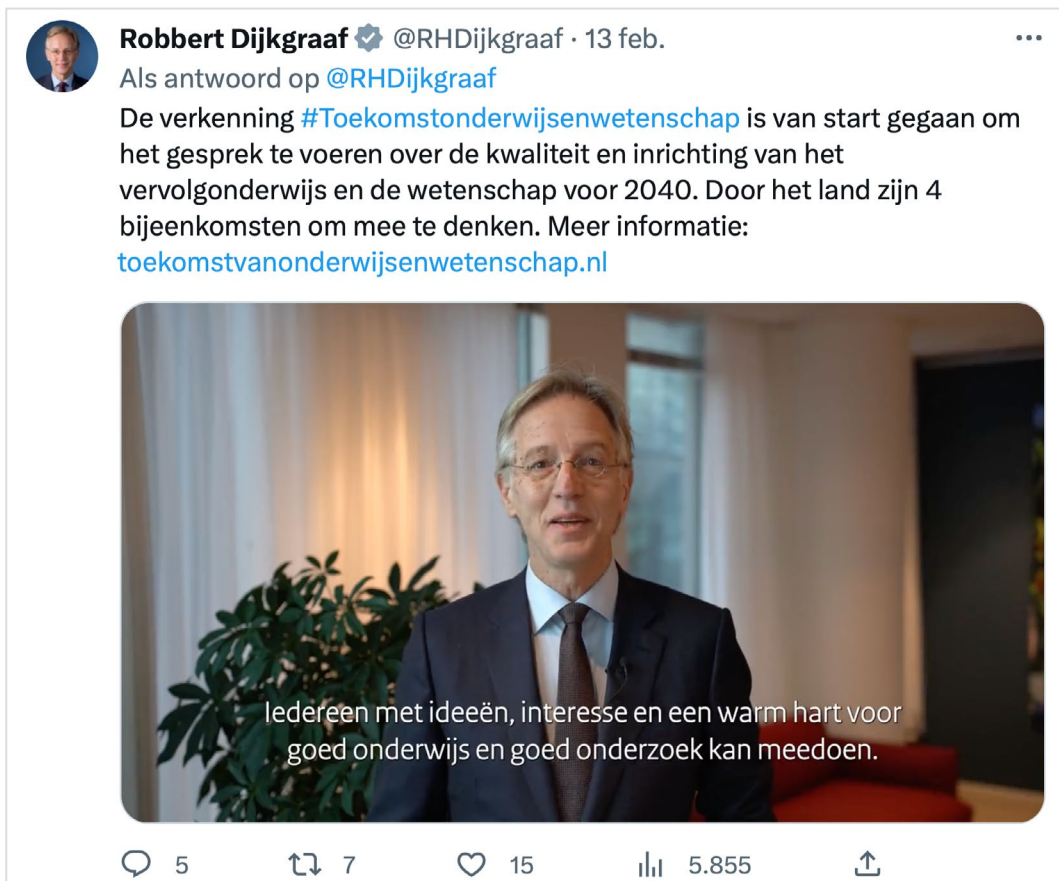 Robbert Dijkgraaf @RHDijkgraaf · 13 feb.
Als antwoord op @RHDijkgraaf
De verkenning #Toekomstonderwijsenwetenschap is van start gegaan om
het gesprek te voeren over de kwaliteit en inrichting van het
vervolgonderwijs en de wetenschap voor 2040. Door het land zijn 4
bijeenkomsten om mee te denken. Meer informatie:
toekomstvanonderwijsenwetenschap.nl
Iedereen met ideeën, interesse en een warm hart voor
goed onderwijs en goed onderzoek kan meedoen.
5 7 15 5.855